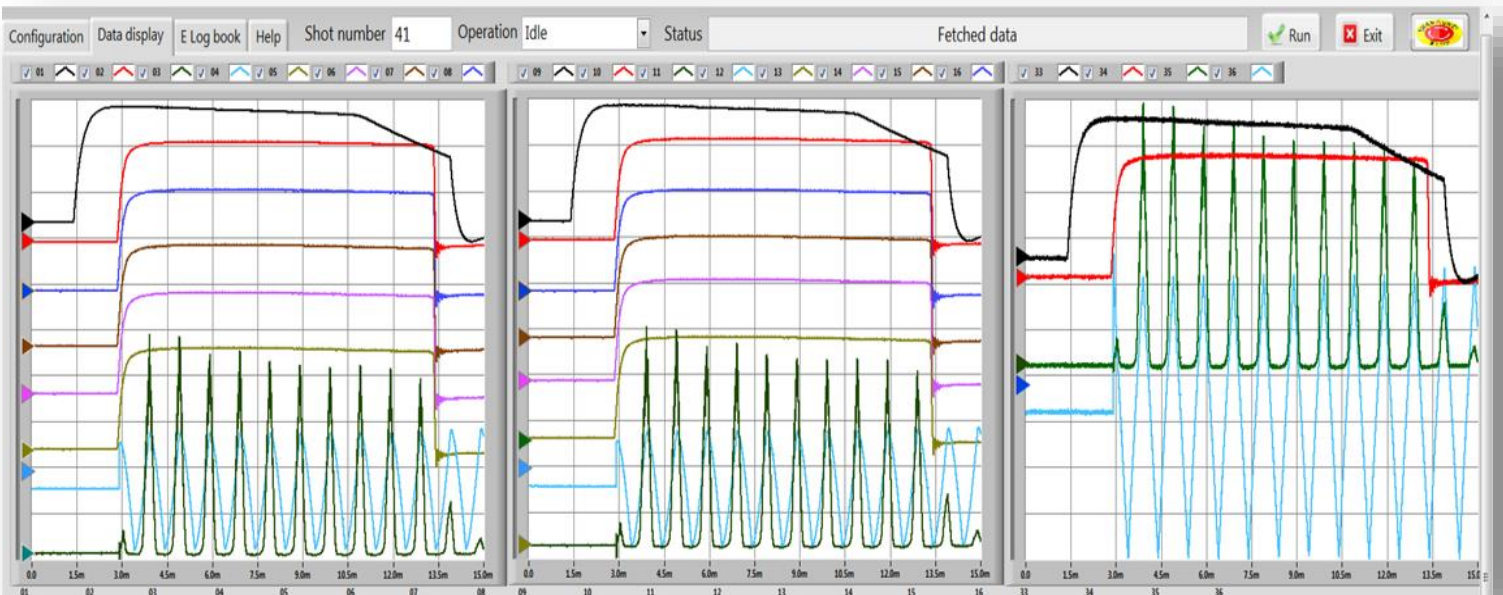 Configuration Data display E Log book Help Shot number 41 Operation Idle Status Fetched data Run Exit
01 02 03 04 05 06 07 08 09 10 11 12 13 14 15 16 33 34 35 36
0.0 1.5m 3.0m 4.5m 6.0m 7.5m 9.0m 10.5m 12.0m 13.5m 15.0m 0.0 1.5m 3.0m 4.5m 6.0m 7.5m 9.0m 10.5m 12.0m 13.5m 15.0m 0.0 1.5m 3.0m 4.5m 6.0m 7.5m 9.0m 10.5m 12.0m 13.5m 15.0
01 02 03 04 05 06 07 08 09 10 11 12 13 14 15 16 33 34 35 36